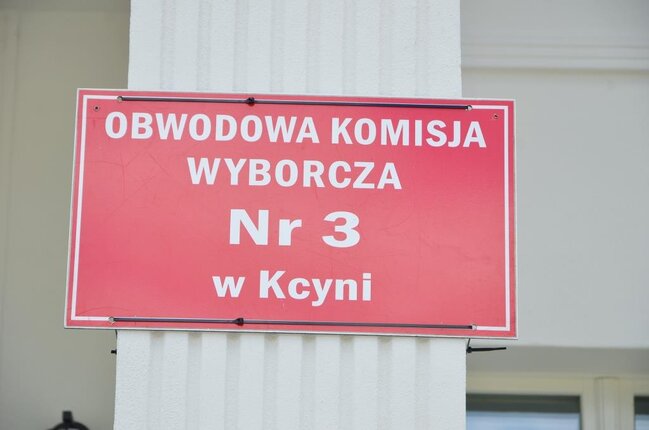 OBWODOWA KOMISJA
WYBORCZA
Nr 3
w Kcyni